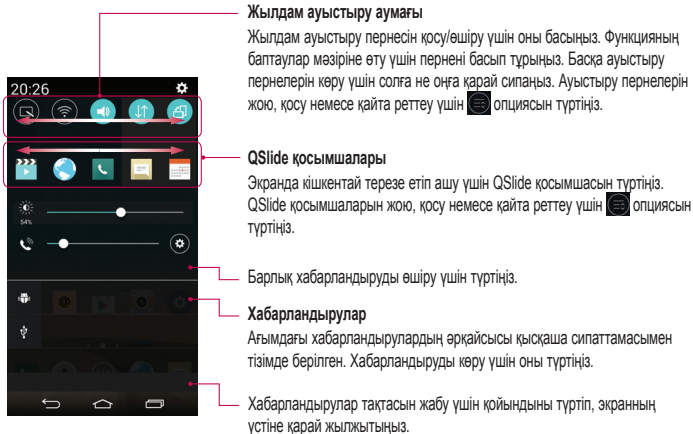 Жылдам ауыстыру аумағы
Жылдам ауыстыру пернесін қосу/өшіру үшін оны басыңыз. Функцияның
баптаулар мәзіріне өту үшін пернені басып тұрыңыз. Басқа ауыстыру
пернелерін көру үшін солға не оңға қарай сипаңыз. Ауыстыру пернелерін
жою, қосу немесе қайта реттеу үшін опциясын түртіңіз.
20:26
QSlide қосымшалары
Экранда кішкентай терезе етіп ашу үшін QSlide қосымшасын түртіңіз.
QSlide қосымшаларын жою, қосу немесе қайта реттеу үшін опциясын
түртіңіз.
54%
Барлық хабарландыруды өшіру үшін түртіңіз.
Хабарландырулар
Ағымдағы хабарландырулардың әрқайсысы қысқаша сипаттамасымен
тізімде берілген. Хабарландыруды көру үшін оны түртіңіз.
Хабарландырулар тақтасын жабу үшін қойындыны түртіп, экранның
үстіне қарай жылжытыңыз.